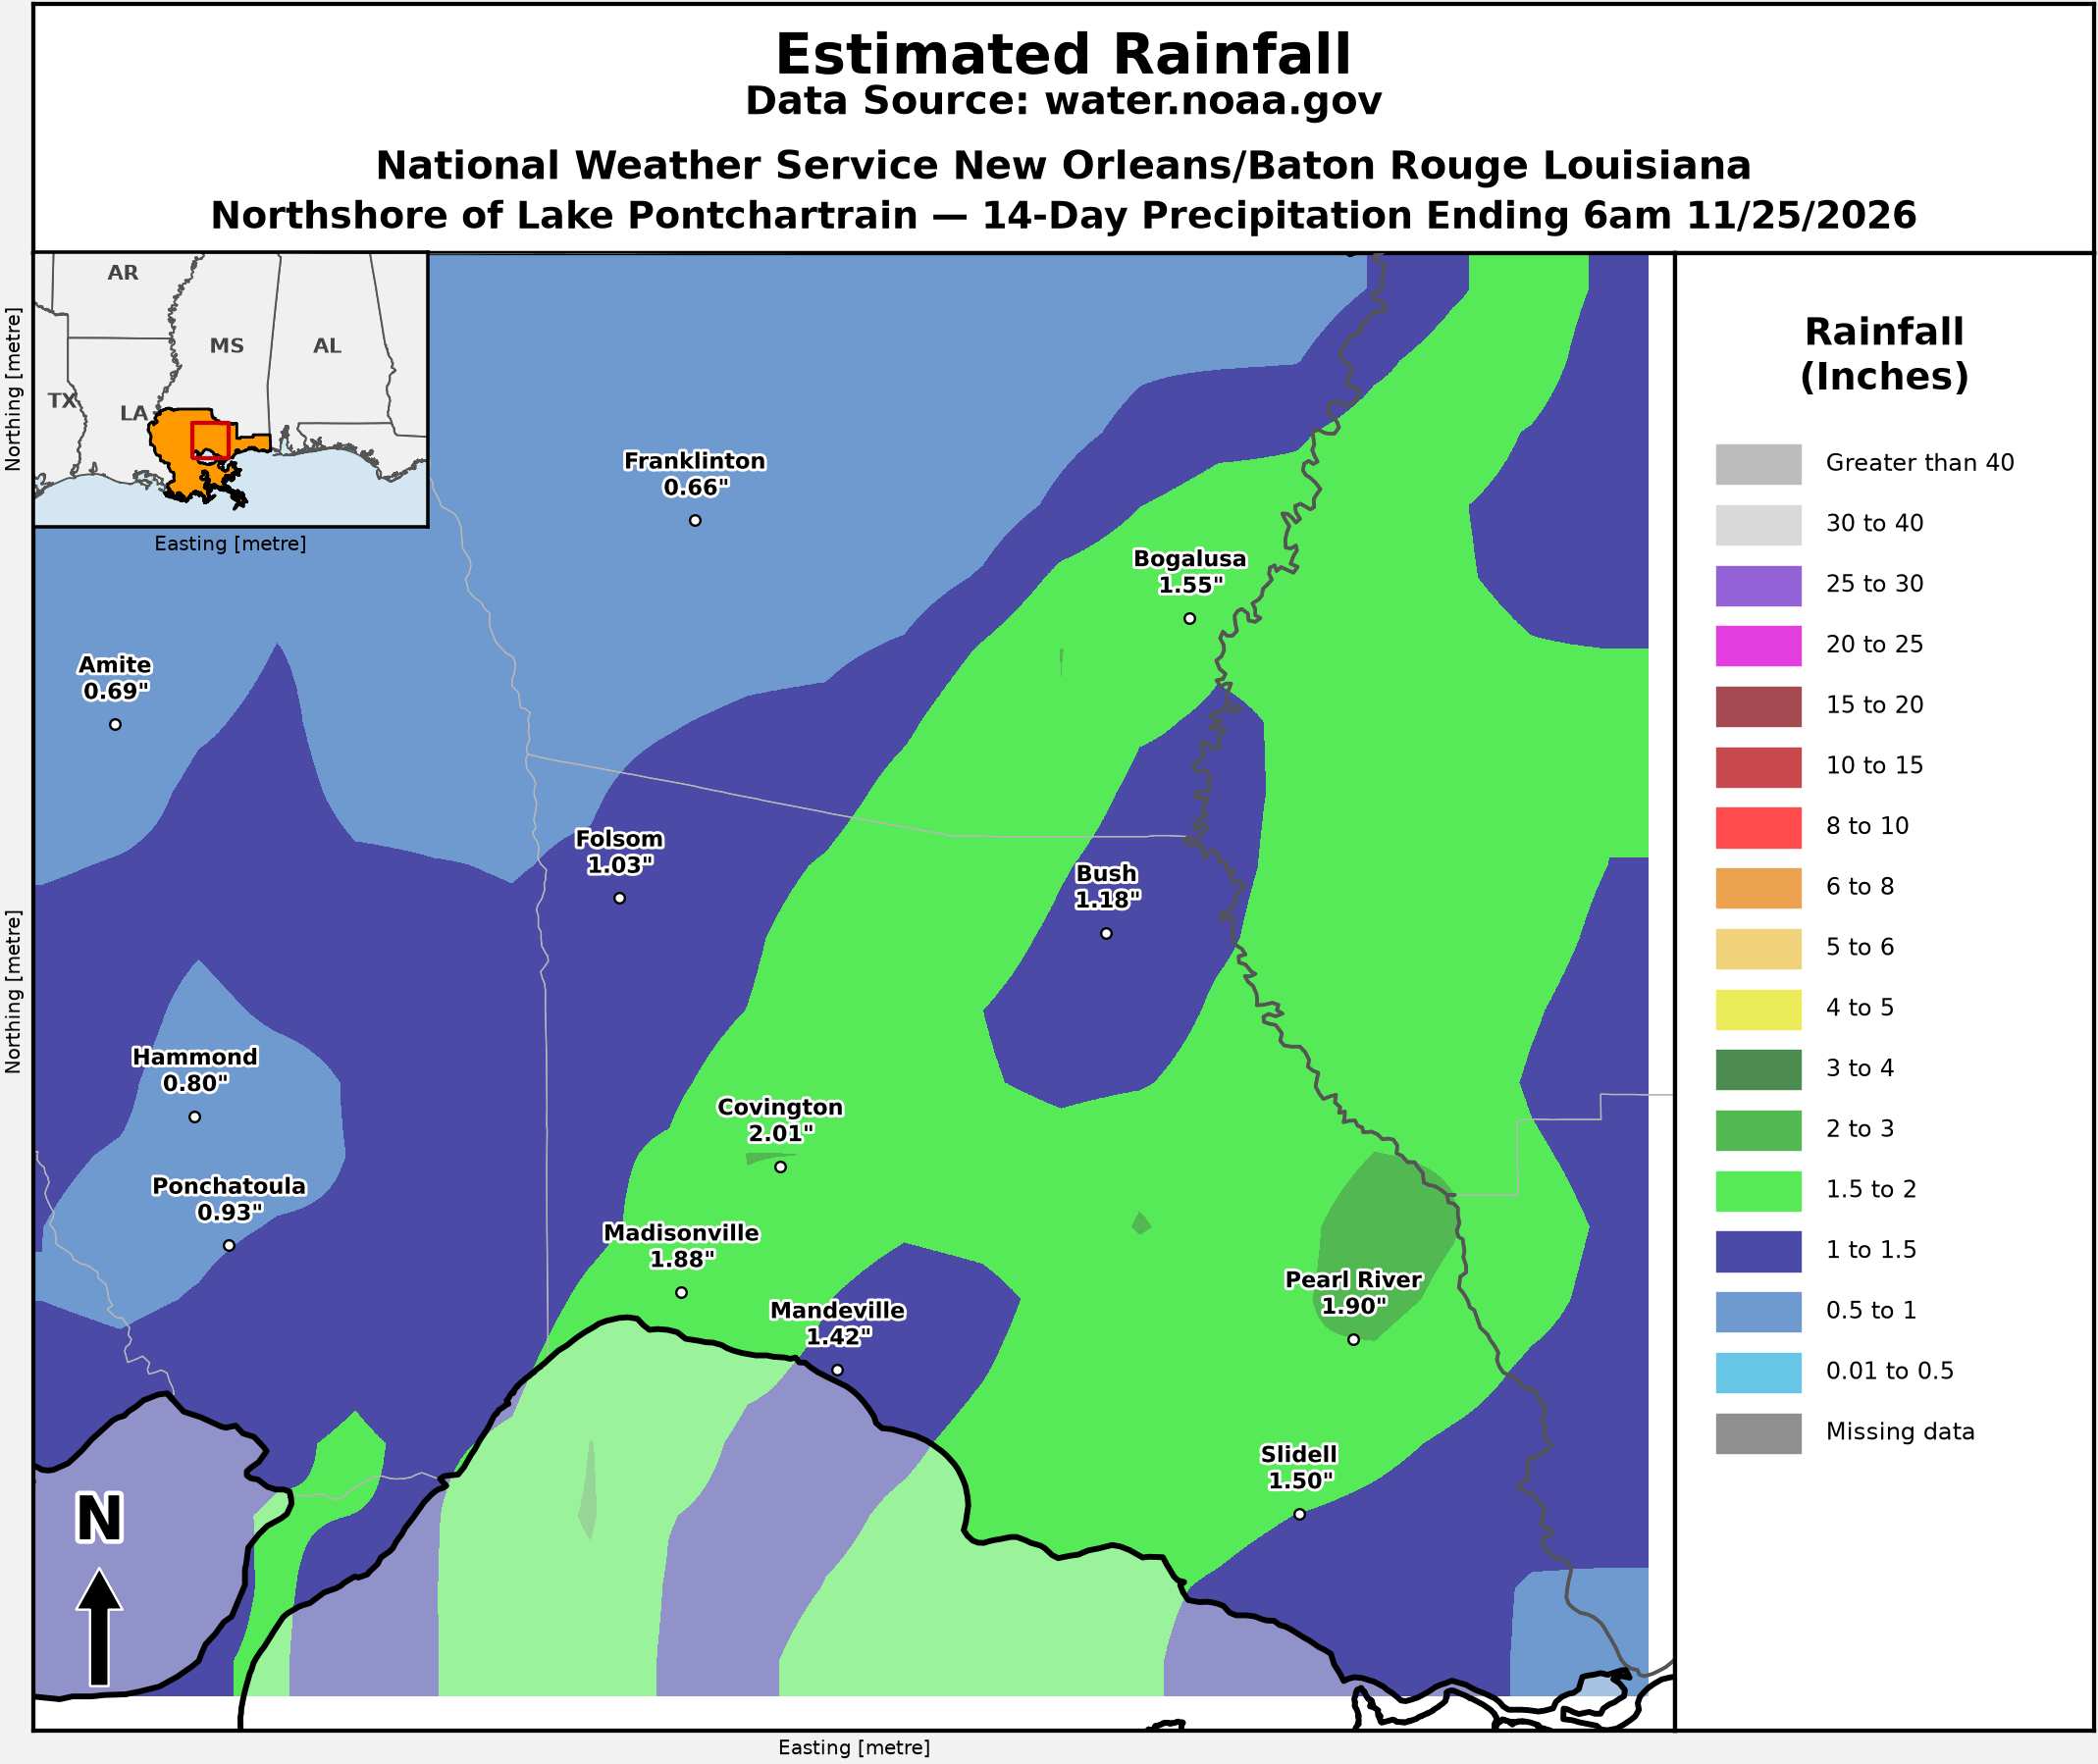 Estimated Rainfall
Data Source: water.noaa.gov
National Weather Service New Orleans/Baton Rouge Louisiana
Northshore of Lake Pontchartrain — 14-Day Precipitation Ending 6am 11/25/2026
AR
MS
AL
TX
LA
Northing [metre]
Easting [metre]
Franklinton
0.66"
Bogalusa
1.55"
Amite
0.69"
Folsom
1.03"
Bush
1.18"
Northing [metre]
Hammond
0.80"
Covington
2.01"
Ponchatoula
0.93"
Madisonville
1.88"
Mandeville
1.42"
Pearl River
1.90"
Slidell
1.50"
N
Easting [metre]
Rainfall
(Inches)
Greater than 40
30 to 40
25 to 30
20 to 25
15 to 20
10 to 15
8 to 10
6 to 8
5 to 6
4 to 5
3 to 4
2 to 3
1.5 to 2
1 to 1.5
0.5 to 1
0.01 to 0.5
Missing data